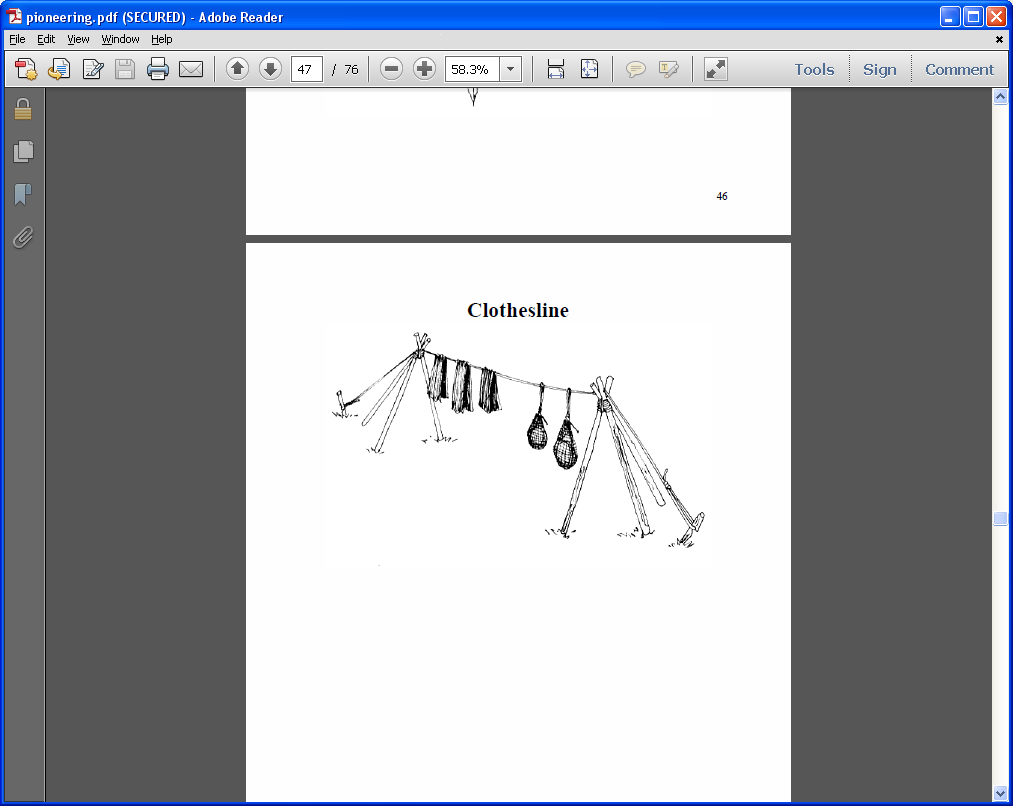 pioneering.pdf (SECURED) - Adobe Reader
File Edit View Window Help
47 / 76 58.3% Tools Sign Comment
46
Clothesline